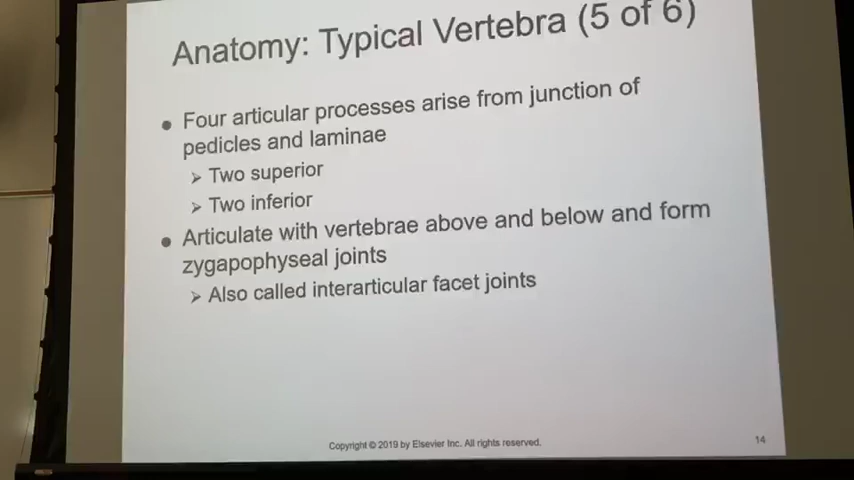 Anatomy: Typical Vertebra (5 of 6)
● Four articular processes arise from junction of
pedicles and laminae
➢ Two superior
➢ Two inferior
● Articulate with vertebrae above and below and form
zygapophyseal joints
➢ Also called interarticular facet joints
Copyright © 2019 by Elsevier Inc. All rights reserved.
14